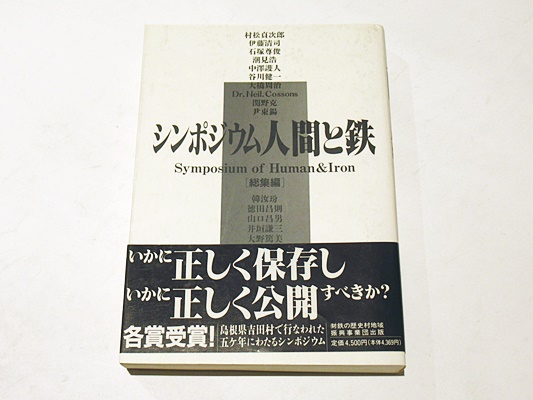 村松貞次郎
伊藤清司
石塚尊俊
潮見浩
中澤護人
谷川健一
大橋周治
Dr. Neil. Cossons
関野克
尹東錫
シンポジウム人間と鉄
Symposium of Human & Iron
[総集編]
韓汝玢
徳田昌則
山口昌男
井垣謙三
大野篤美
いかに正しく保存し
いかに正しく公開すべきか?
各賞受賞!
島根県吉田村で行なわれた
五ケ年にわたるシンポジウム
㈶鉄の歴史村地域
振興事業団出版
定価4,500円(本体4,369円)